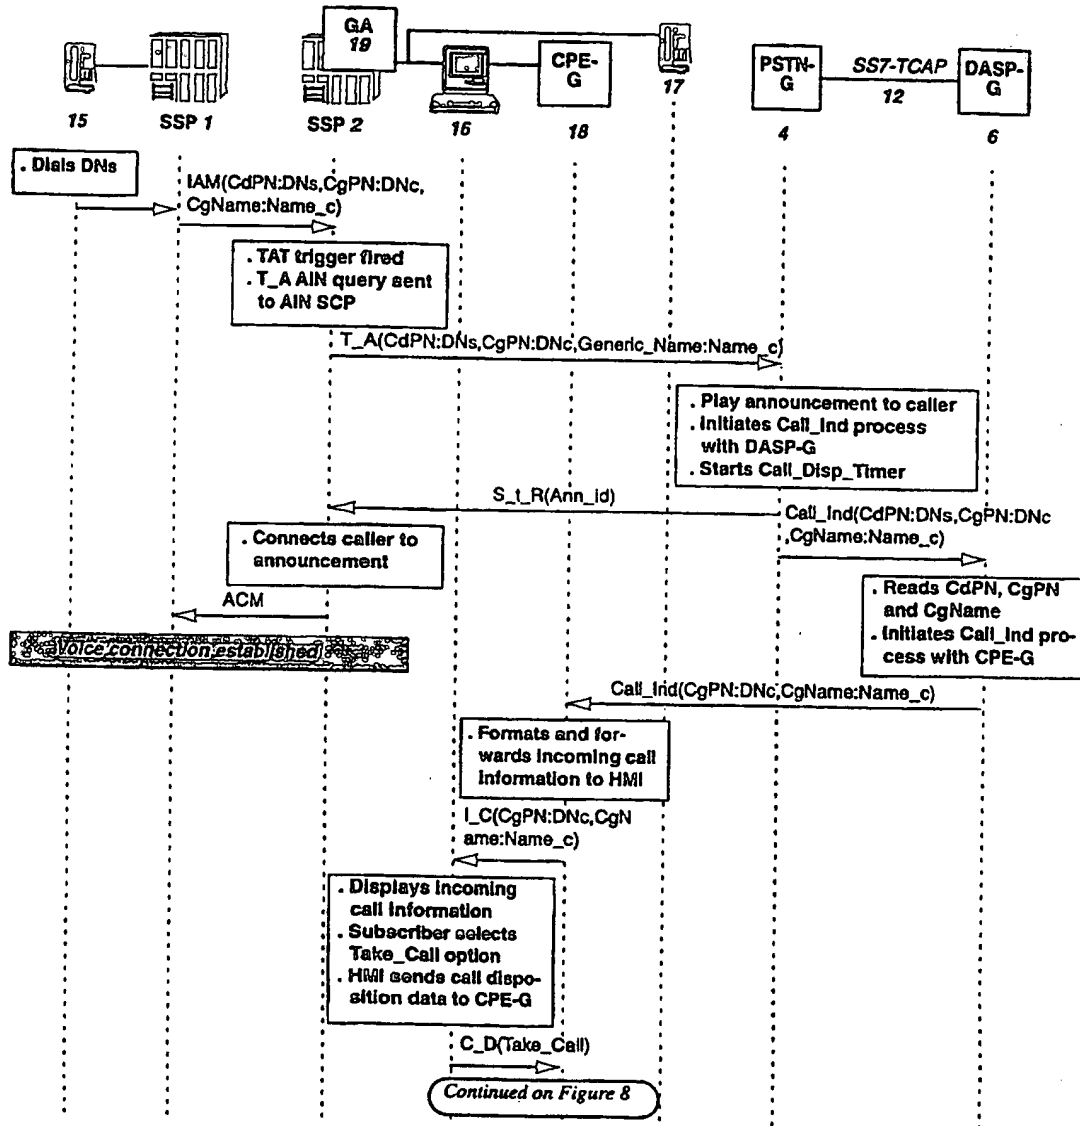 GA
19
CPE-
G
PSTN-
G
SS7-TCAP
12
DASP-
G
15
SSP 1
SSP 2
16
18
17
4
6
. Dials DNs
IAM(CdPN:DNs,CgPN:DNc,
CgName:Name_c)
. TAT trigger fired
. T_A AIN query sent
to AIN SCP
T_A(CdPN:DNs,CgPN:DNc,Generic_Name:Name_c)
. Play announcement to caller
. Initiates Call_Ind process
with DASP-G
. Starts Call_Disp_Timer
S_t_R(Ann_id)
Call_Ind(CdPN:DNs,CgPN:DNc
,CgName:Name_c)
. Connects caller to
announcement
ACM
. Reads CdPN, CgPN
and CgName
. Initiates Call_Ind pro-
cess with CPE-G
Voice connection established
Call_Ind(CgPN:DNc,CgName:Name_c)
. Formats and for-
wards incoming call
information to HMI
I_C(CgPN:DNc,CgN
ame:Name_c)
. Displays incoming
call information
. Subscriber selects
Take_Call option
. HMI sends call dispo-
sition data to CPE-G
C_D(Take_Call)
Continued on Figure 8